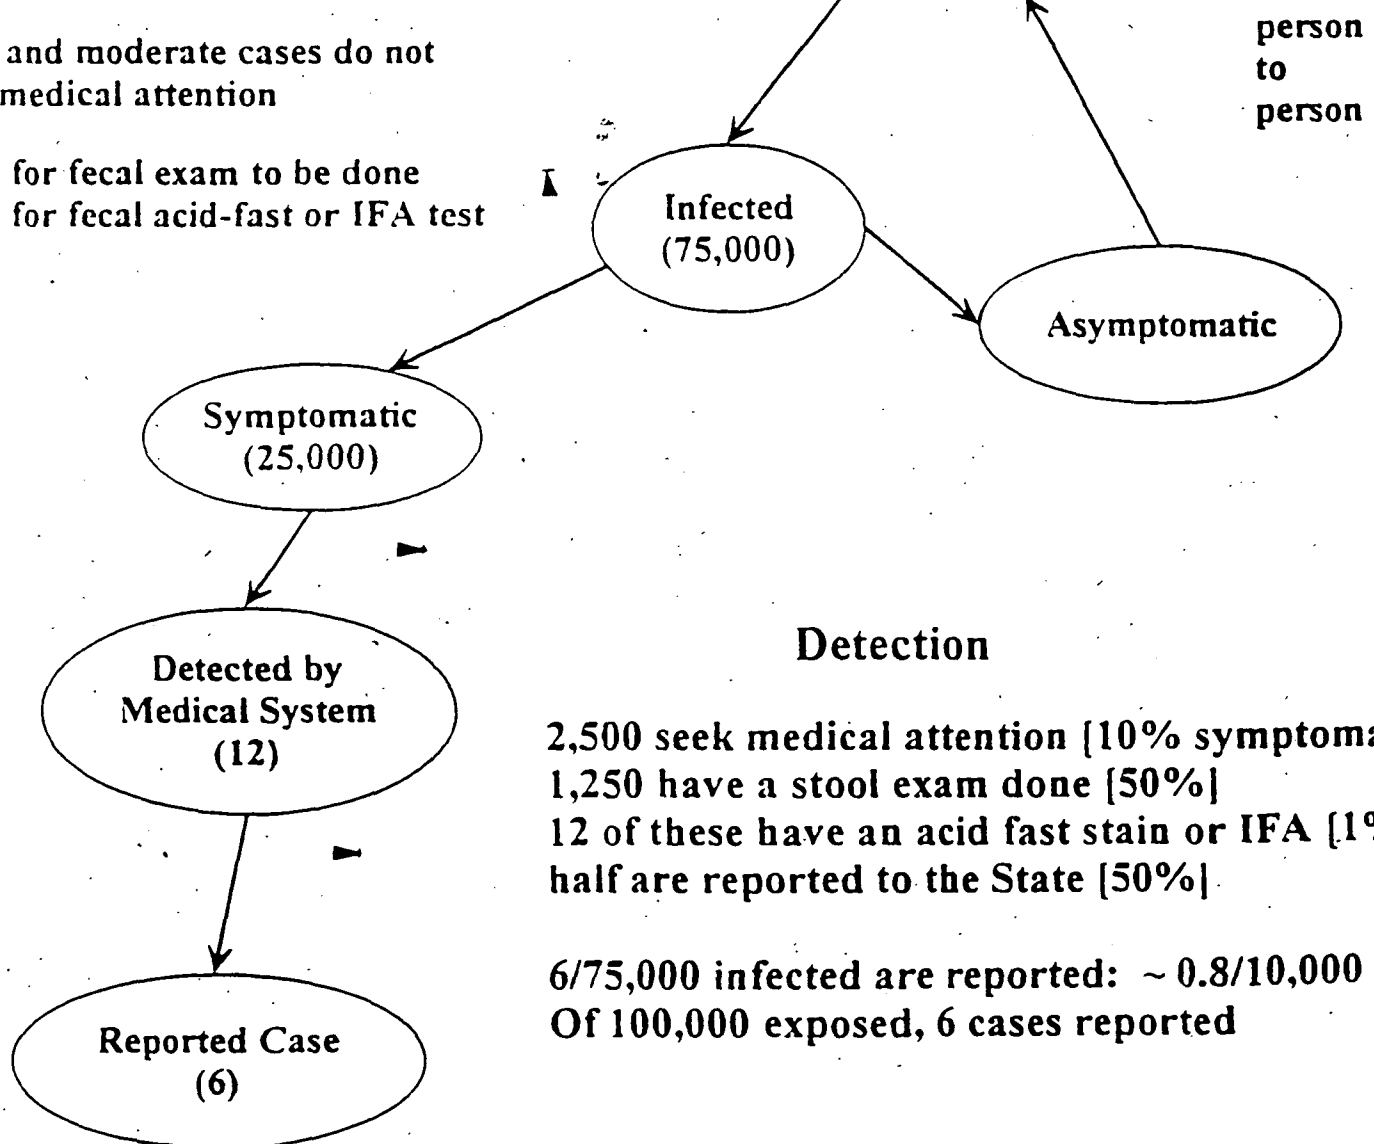 and moderate cases do not
medical attention
for fecal exam to be done
for fecal acid-fast or IFA test
person
to
person
Infected
(75,000)
Asymptomatic
Symptomatic
(25,000)
Detected by
Medical System
(12)
Detection
2,500 seek medical attention [10% symptoma
1,250 have a stool exam done [50%]
12 of these have an acid fast stain or IFA [1%
half are reported to the State [50%]
6/75,000 infected are reported: ~ 0.8/10,000
Of 100,000 exposed, 6 cases reported
Reported Case
(6)